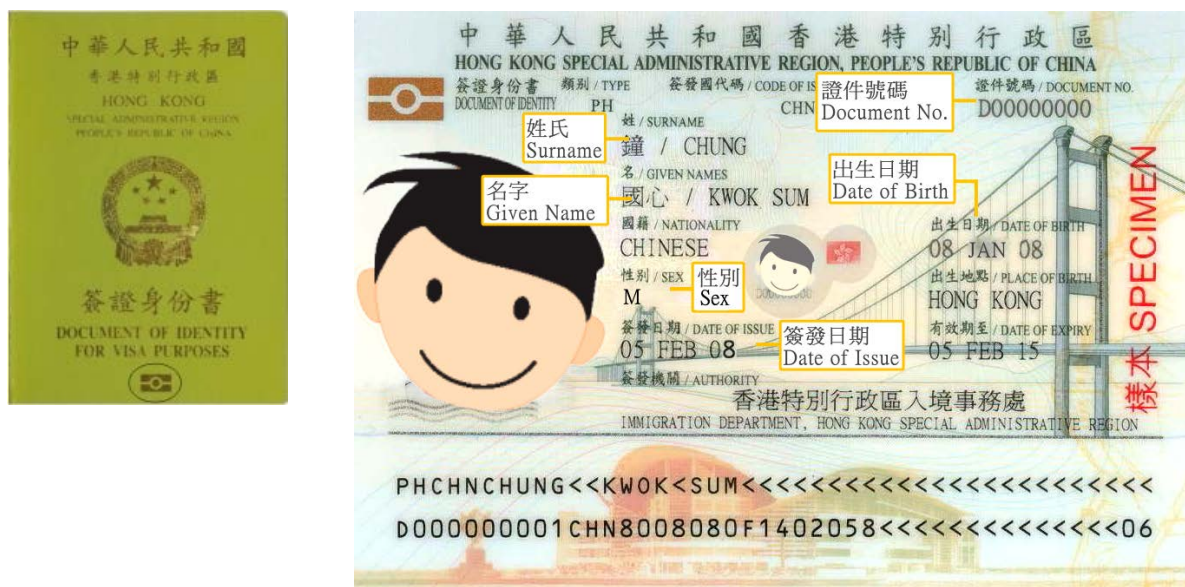 中華人民共和國
香港特別行政區
HONG KONG
SPECIAL ADMINISTRATIVE REGION
PEOPLE'S REPUBLIC OF CHINA
簽證身份書
DOCUMENT OF IDENTITY
FOR VISA PURPOSES
中華人民共和國香港特別行政區
HONG KONG SPECIAL ADMINISTRATIVE REGION, PEOPLE'S REPUBLIC OF CHINA
簽證身份書 類別 / TYPE 簽發國代碼 / CODE OF IS 證件號碼 / DOCUMENT NO.
DOCUMENT OF IDENTITY PH CHN D00000000
證件號碼
Document No.
姓 / SURNAME
鐘 / CHUNG
姓氏
Surname
名 / GIVEN NAMES
國心 / KWOK SUM
名字
Given Name
出生日期
Date of Birth
國籍 / NATIONALITY 出生日期 / DATE OF BIRTH
CHINESE 08 JAN 08
性別 / SEX 出生地點 / PLACE OF BIRTH
M HONG KONG
性別
Sex
簽發日期 / DATE OF ISSUE 有效期至 / DATE OF EXPIRY
05 FEB 08 05 FEB 15
簽發日期
Date of Issue
簽發機關 / AUTHORITY
香港特別行政區入境事務處
IMMIGRATION DEPARTMENT, HONG KONG SPECIAL ADMINISTRATIVE REGION
樣本 SPECIMEN
PHCHNCHUNG<<KWOK<SUM<<<<<<<<<<<<<<<<<<<<<<<<
D000000001CHN8008080F1402058<<<<<<<<<<<<<<06